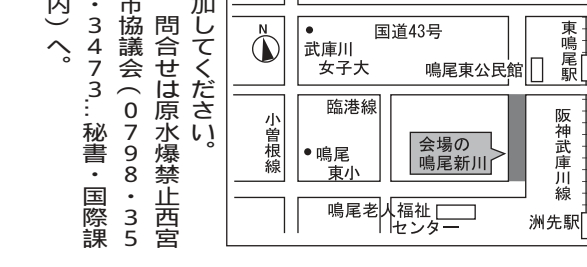 加してください。
問合せは原水爆禁止西宮
市協議会(0798・35
・3473…秘書・国際課
内)へ。
N
国道43号
武庫川
女子大
鳴尾東公民館
東鳴尾駅
臨港線
小曽根線
鳴尾
東小
会場の
鳴尾新川
阪神武庫川線
鳴尾老人福祉
センター
洲先駅